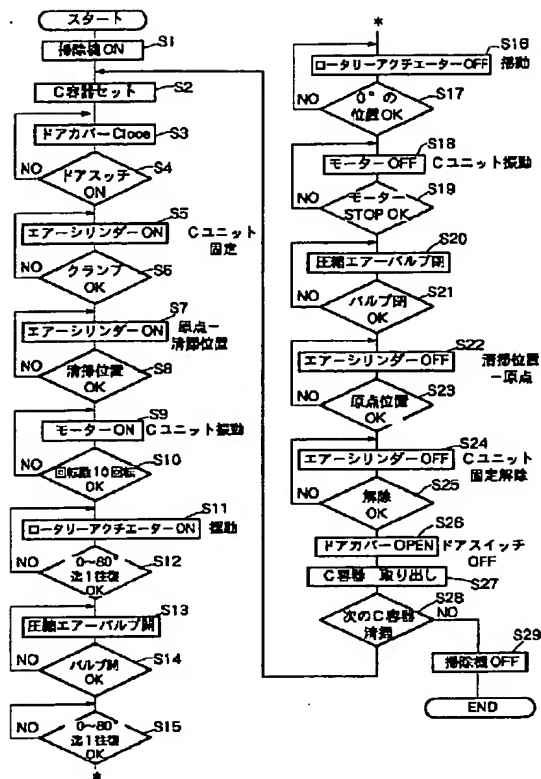 スタート
掃除機ON
S1
C容器セット
S2
ドアカバーClose
S3
ドアスッチ
ON
S4
NO
エアーシリンダーON
S5
Cユニット
固定
クランプ
OK
S6
NO
エアーシリンダーON
S7
原点－
清掃位置
清掃位置
OK
S8
NO
モーターON
S9
Cユニット振動
回転数10回転
OK
S10
NO
ロータリーアクチエーターON
S11
揺動
0～80°
迄1往復
OK
S12
NO
圧縮エアーバルブ開
S13
バルブ開
OK
S14
NO
0～80°
迄1往復
OK
S15
NO
*
*
ロータリーアクチエーターOFF
S16
揺動
0°の
位置OK
S17
NO
モーターOFF
S18
Cユニット振動
モーター
STOP OK
S19
NO
圧縮エアーバルブ閉
S20
バルブ閉
OK
S21
NO
エアーシリンダーOFF
S22
清掃位置
－原点
原点位置
OK
S23
NO
エアーシリンダーOFF
S24
Cユニット
固定解除
解除
OK
S25
NO
ドアカバーOPEN
S26
ドアスイッチ
OFF
C容器 取り出し
S27
次のC容器
清掃
S28
NO
掃除機OFF
S29
END